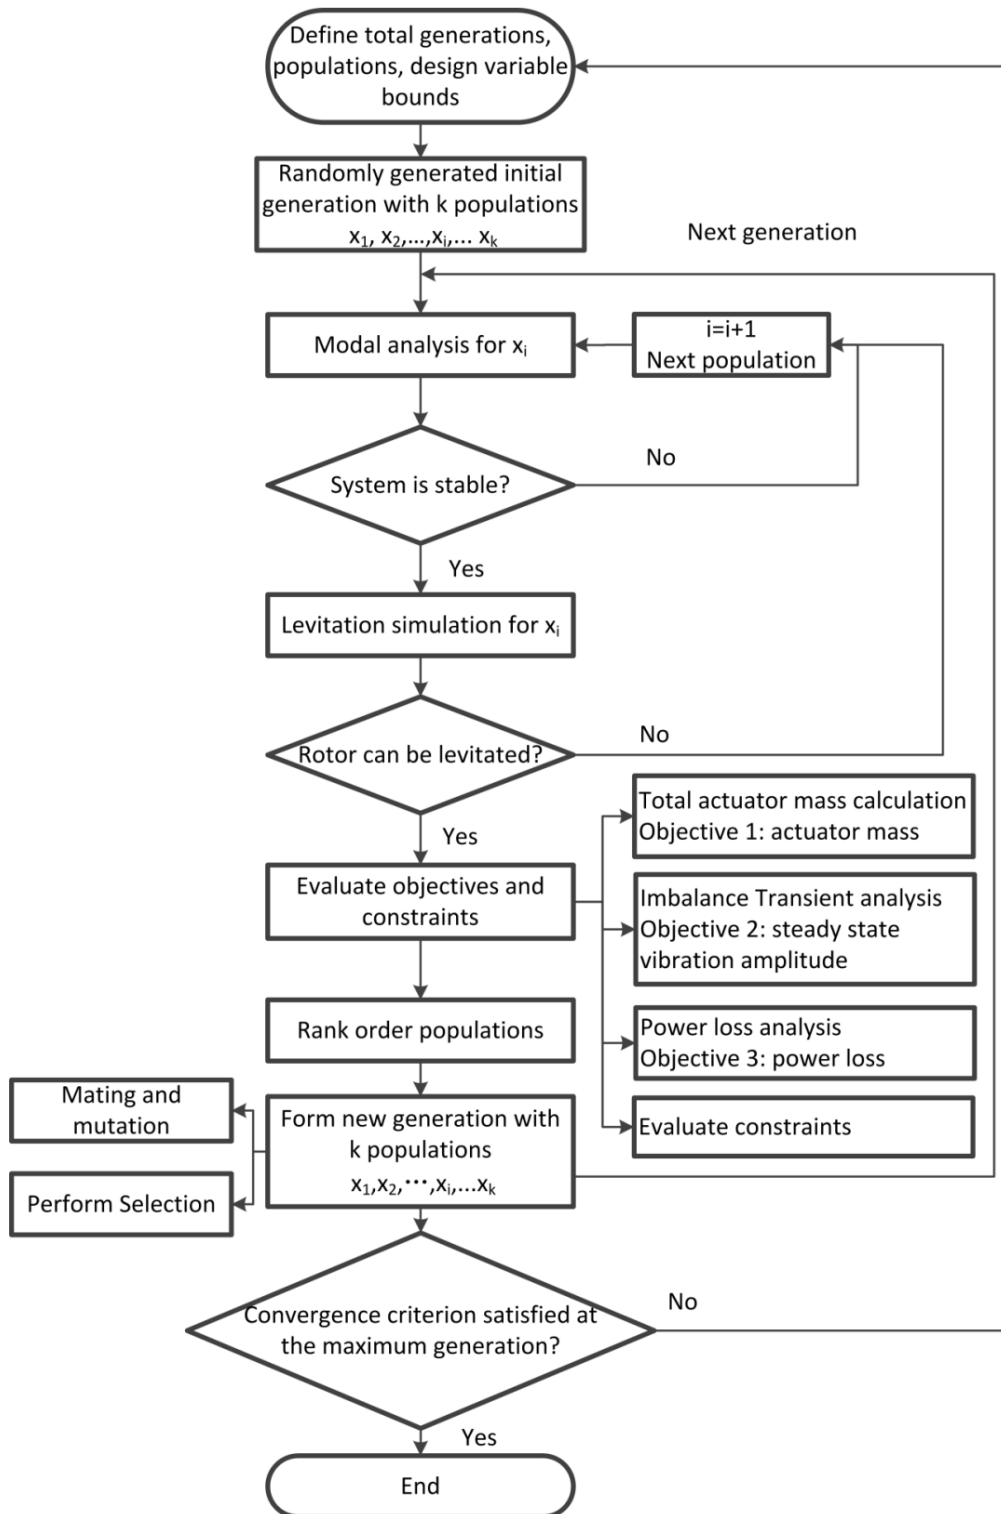 Define total generations,
populations, design variable
bounds
Randomly generated initial
generation with k populations
x₁, x₂,...,xᵢ,... xₖ
Next generation
Modal analysis for xᵢ
i=i+1
Next population
No
System is stable?
Yes
Levitation simulation for xᵢ
No
Rotor can be levitated?
Yes
Total actuator mass calculation
Objective 1: actuator mass
Evaluate objectives and
constraints
Imbalance Transient analysis
Objective 2: steady state
vibration amplitude
Rank order populations
Power loss analysis
Objective 3: power loss
Mating and
mutation
Form new generation with
k populations
x₁,x₂,⋯,xᵢ,...xₖ
Evaluate constraints
Perform Selection
No
Convergence criterion satisfied at
the maximum generation?
Yes
End